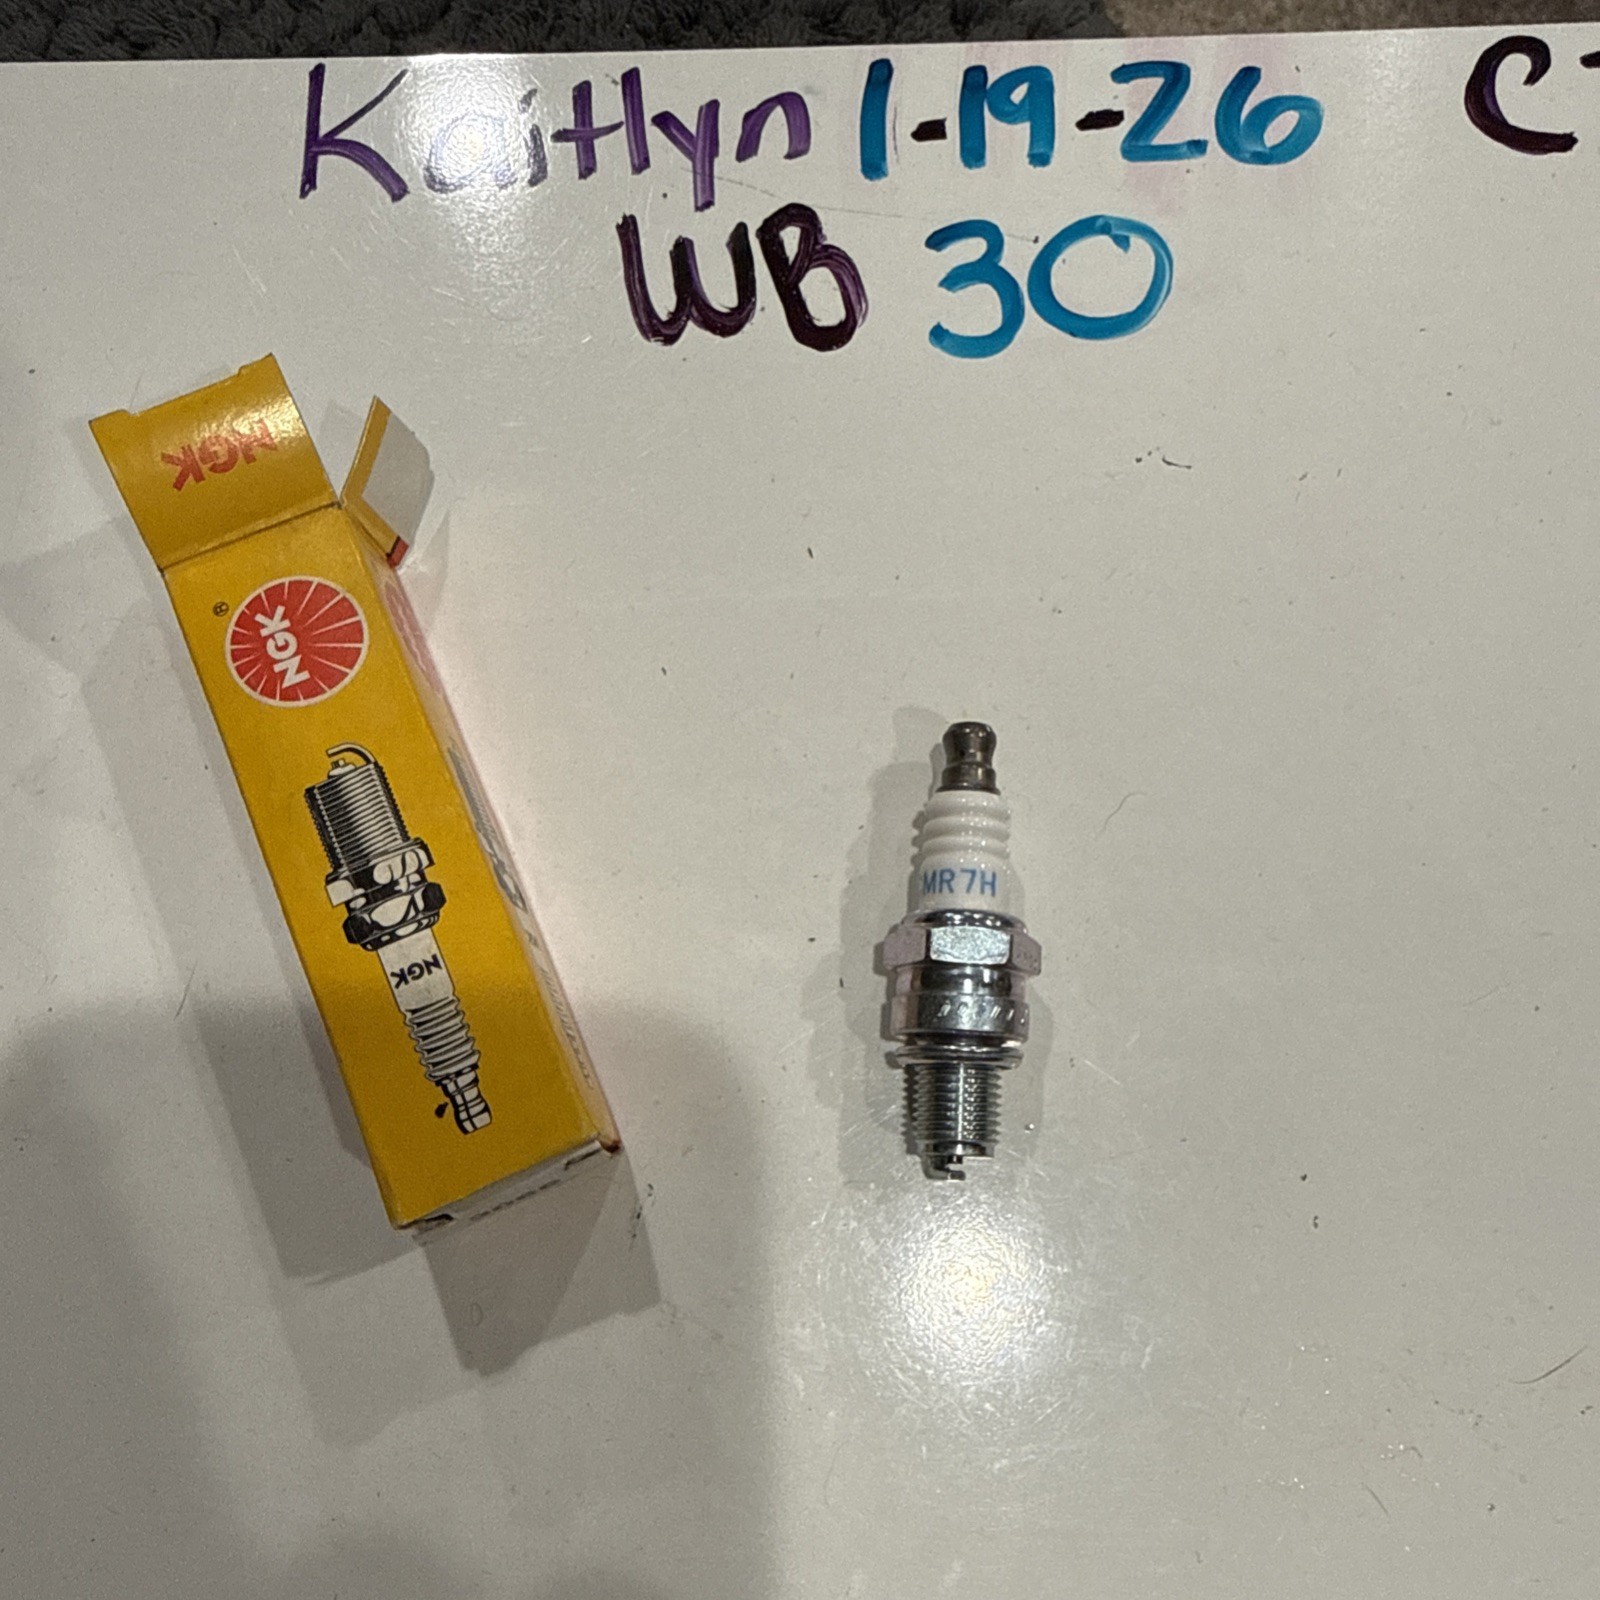 Kaitlyn 1-19-26 C
WB 30
NGK
NGK
®
NGK
MR7H